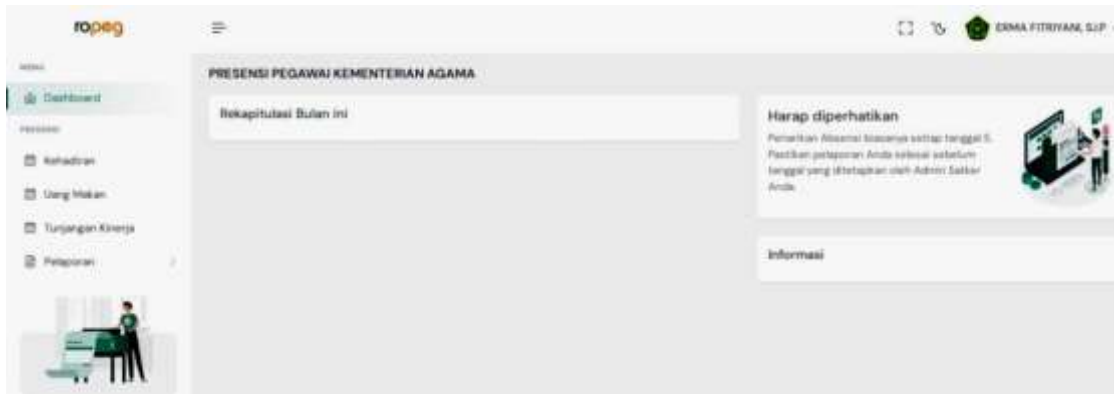 ropeg
ERMA FITRIYANI, S.I.P
MENU
Dashboard
PRESENSI
Kehadiran
Uang Makan
Tunjangan Kinerja
Pelaporan
PRESENSI PEGAWAI KEMENTERIAN AGAMA
Rekapitulasi Bulan ini
Harap diperhatikan
Penarikan Absensi biasanya setiap tanggal 5.
Pastikan pelaporan Anda selesai sebelum
tanggal yang ditetapkan oleh Admin Satker
Anda.
Informasi